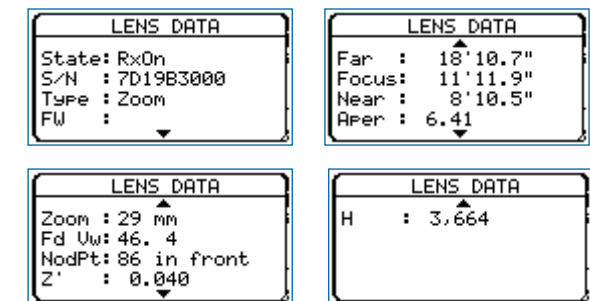 LENS DATA
State: RxOn
S/N : 7D19B3000
Type : Zoom
FW :
LENS DATA
Far : 18'10.7"
Focus: 11'11.9"
Near : 8'10.5"
Aper : 6.41
LENS DATA
Zoom : 29 mm
Fd Vw: 46. 4
NodPt: 86 in front
Z' : 0.040
LENS DATA
H : 3,664